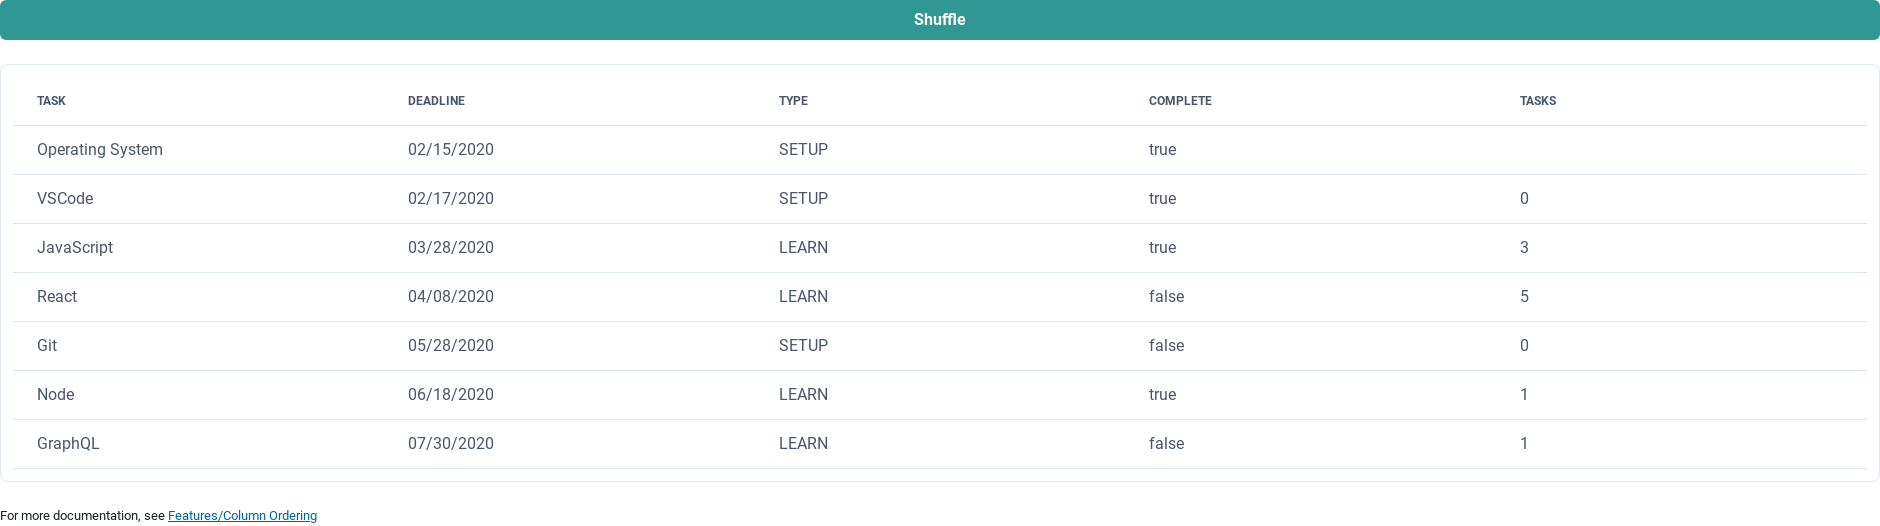 Shuffle
TASK DEADLINE TYPE COMPLETE TASKS
Operating System 02/15/2020 SETUP true
VSCode 02/17/2020 SETUP true 0
JavaScript 03/28/2020 LEARN true 3
React 04/08/2020 LEARN false 5
Git 05/28/2020 SETUP false 0
Node 06/18/2020 LEARN true 1
GraphQL 07/30/2020 LEARN false 1
For more documentation, see Features/Column Ordering